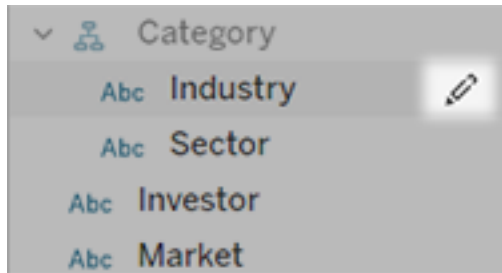 Category
Abc Industry
Abc Sector
Abc Investor
Abc Market